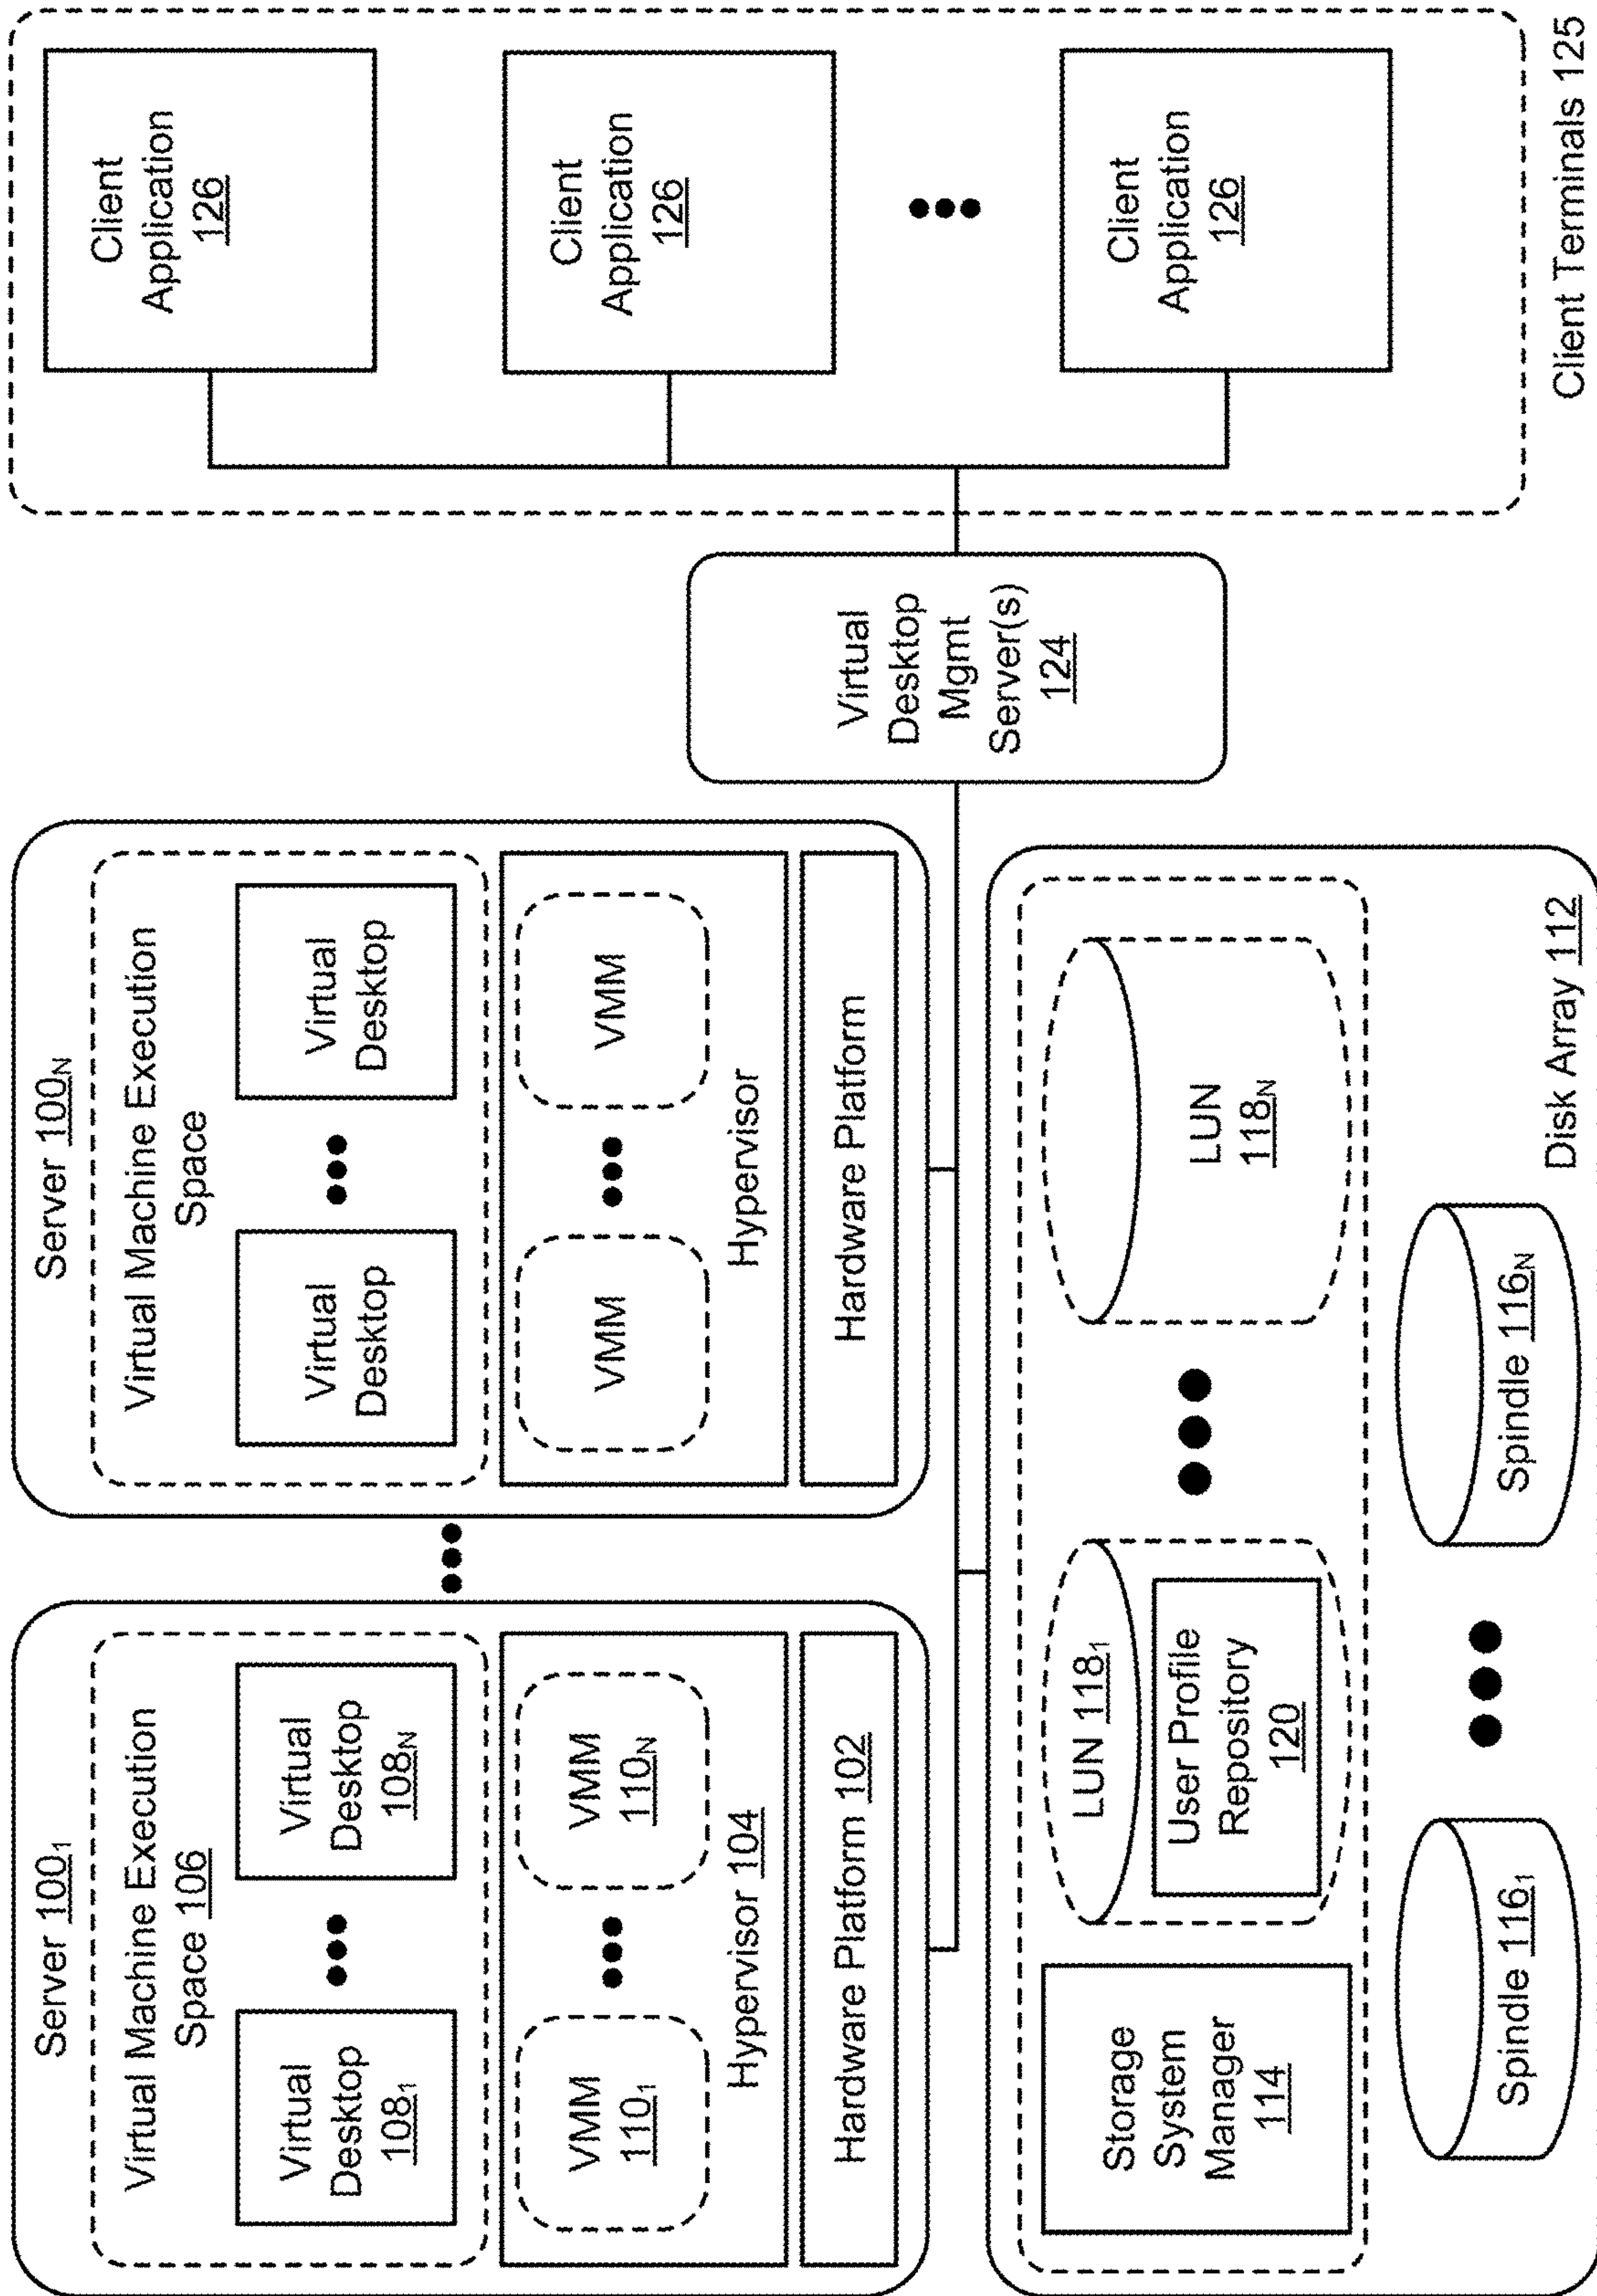 Server 100₁
Virtual Machine Execution
Space 106
Virtual
Desktop
108₁
Virtual
Desktop
108ₙ
VMM
110₁
VMM
110ₙ
Hypervisor 104
Hardware Platform 102
Server 100ₙ
Virtual Machine Execution
Space
Virtual
Desktop
Virtual
Desktop
VMM
VMM
Hypervisor
Hardware Platform
Storage
System
Manager
114
LUN 118₁
User Profile
Repository
120
LUN
118ₙ
Spindle 116₁
Spindle 116ₙ
Disk Array 112
Virtual
Desktop
Mgmt
Server(s)
124
Client
Application
126
Client
Application
126
Client
Application
126
Client Terminals 125